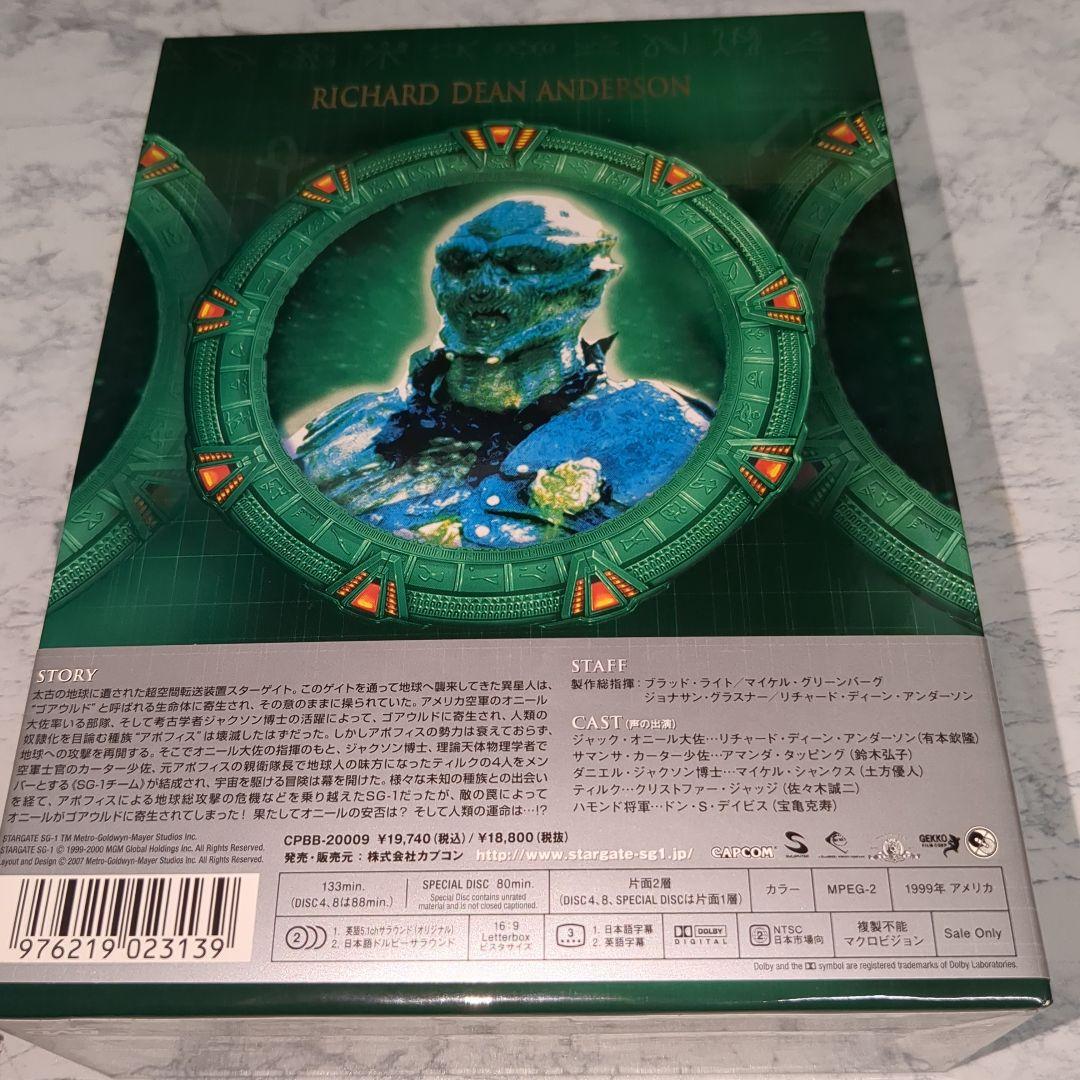 RICHARD DEAN ANDERSON
STORY
太古の地球に遺された超空間転送装置スターゲイト。このゲイトを通って地球へ襲来してきた異星人は、
"ゴアウルド"と呼ばれる生命体に寄生され、その意のままに操られていた。アメリカ空軍のオニール
大佐率いる部隊、そして考古学者ジャクソン博士の活躍によって、ゴアウルドに寄生され、人類の
奴隷化を目論む種族"アポフィス"は壊滅したはずだった。しかしアポフィスの勢力は衰えておらず、
地球への攻撃を再開する。そこでオニール大佐の指揮のもと、ジャクソン博士、理論天体物理学者で
空軍士官のカーター少佐、元アポフィスの親衛隊長で地球人の味方になったティルクの4人をメン
バーとする《SG-1チーム》が結成され、宇宙を駆ける冒険は幕を開けた。様々な未知の種族との出会い
を経て、アポフィスによる地球総攻撃の危機などを乗り越えたSG-1だったが、敵の罠によって
オニールがゴアウルドに寄生されてしまった! 果たしてオニールの安否は? そして人類の運命は…!?
STAFF
製作総指揮：ブラッド・ライト／マイケル・グリーンバーグ
ジョナサン・グラスナー／リチャード・ディーン・アンダーソン
CAST (声の出演)
ジャック・オニール大佐…リチャード・ディーン・アンダーソン(有本欽隆)
サマンサ・カーター少佐…アマンダ・タッピング (鈴木弘子)
ダニエル・ジャクソン博士…マイケル・シャンクス (土方優人)
ティルク…クリストファー・ジャッジ (佐々木誠二)
ハモンド将軍…ドン・S・デイビス (宝亀克寿)
STARGATE SG-1 TM Metro-Goldwyn-Mayer Studios Inc.
STARGATE SG-1 © 1999-2000 MGM Global Holdings Inc. All Rights Reserved.
Layout and Design © 2007 Metro-Goldwyn-Mayer Studios Inc. All Rights Reserved.
CPBB-20009 ￥19,740(税込)/￥18,800(税抜)
発売・販売元：株式会社カプコン http://www.stargate-sg1.jp/ CAPCOM GEKKO FILM CORP
133min.
(DISC4、8は88min.)
SPECIAL DISC 80min.
Special Disc contains unrated
material and is not closed captioned.
片面2層
(DISC4、8、SPECIAL DISCは片面1層)
カラー
MPEG-2
1999年 アメリカ
2 1. 英語5.1chサラウンド(オリジナル)
2. 日本語ドルビーサラウンド
16:9
Letterbox
ビスタサイズ
3 1. 日本語字幕
2. 英語字幕
DOLBY
DIGITAL
2 NTSC
日本市場向
複製不能
マクロビジョン
Sale Only
Dolby and the symbol are registered trademarks of Dolby Laboratories.
976219 023139